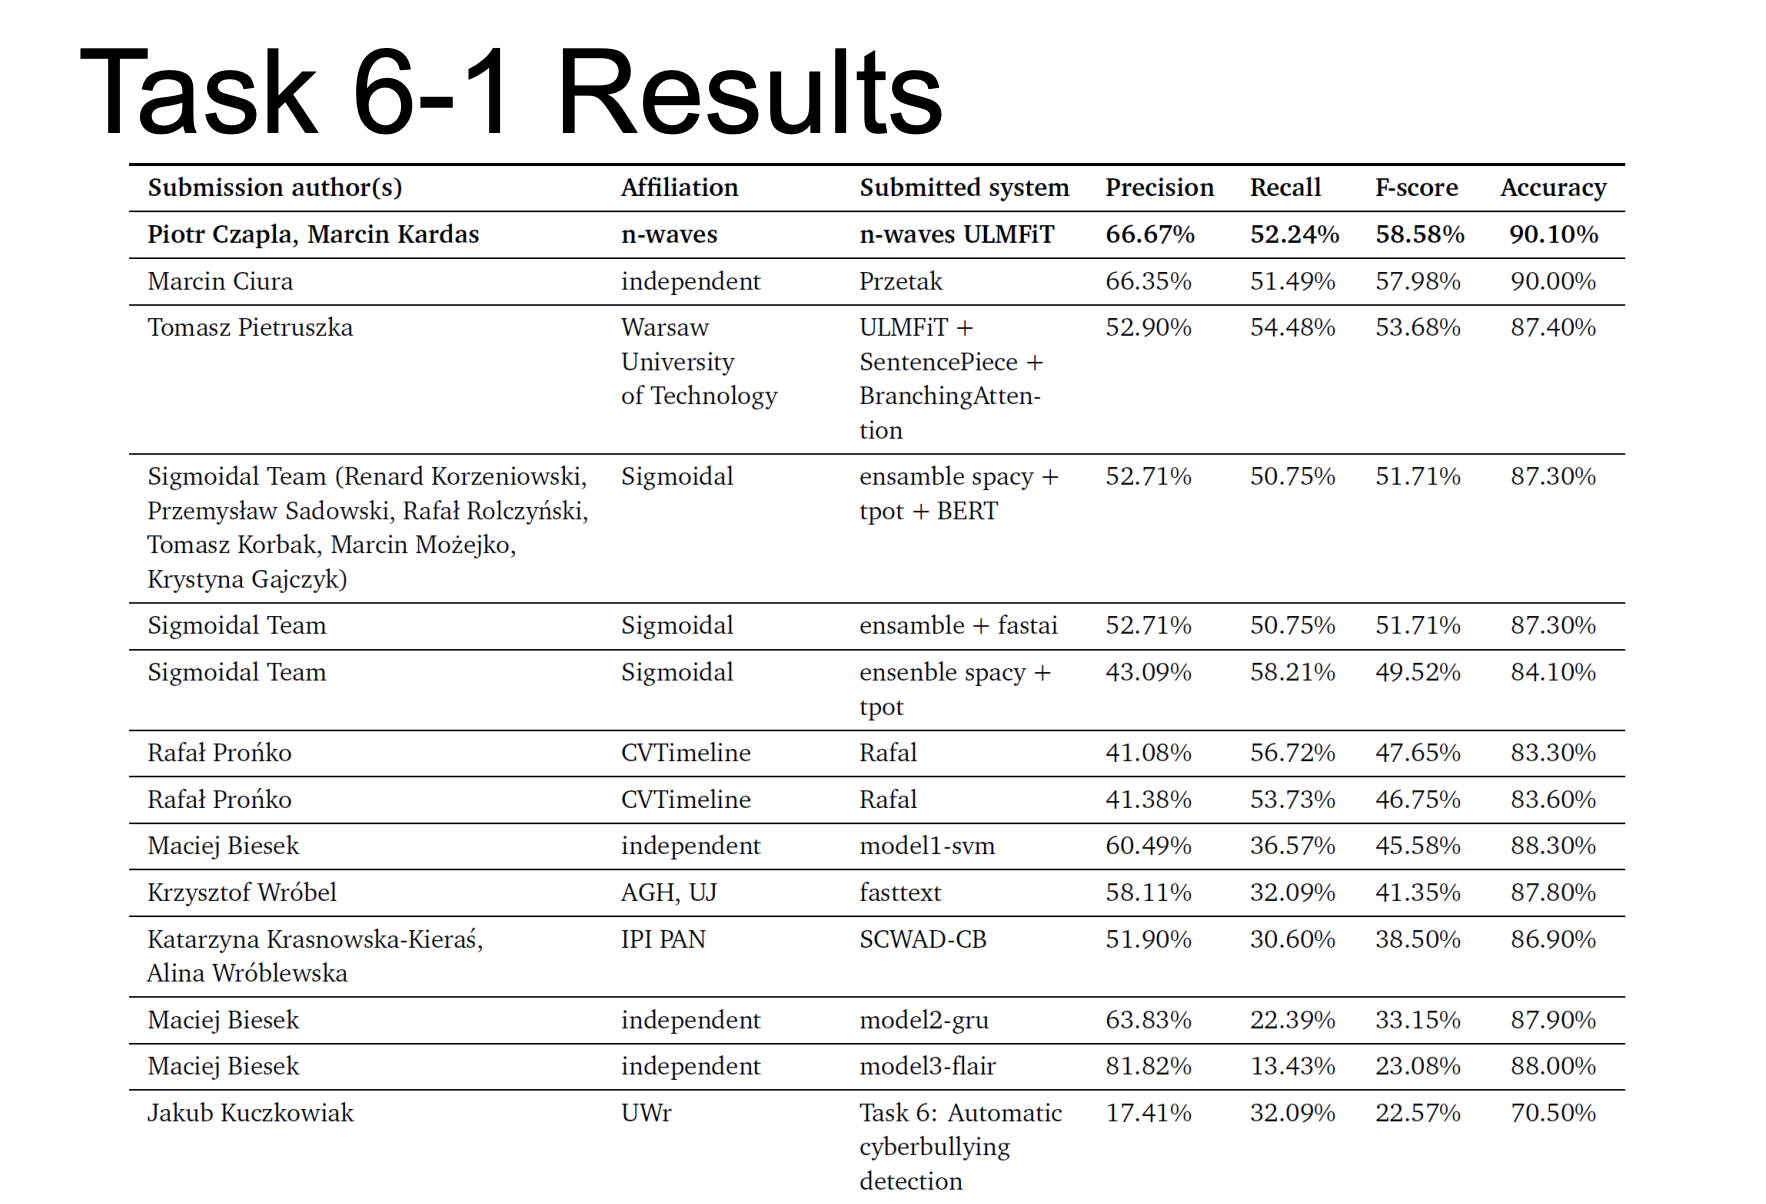 Task 6-1 Results
Submission author(s) Affiliation Submitted system Precision Recall F-score Accuracy
Piotr Czapla, Marcin Kardas n-waves n-waves ULMFiT 66.67% 52.24% 58.58% 90.10%
Marcin Ciura independent Przetak 66.35% 51.49% 57.98% 90.00%
Tomasz Pietruszka Warsaw ULMFiT + 52.90% 54.48% 53.68% 87.40%
University SentencePiece +
of Technology BranchingAtten-
tion
Sigmoidal Team (Renard Korzeniowski, Sigmoidal ensamble spacy + 52.71% 50.75% 51.71% 87.30%
Przemysław Sadowski, Rafał Rolczyński, tpot + BERT
Tomasz Korbak, Marcin Możejko,
Krystyna Gajczyk)
Sigmoidal Team Sigmoidal ensamble + fastai 52.71% 50.75% 51.71% 87.30%
Sigmoidal Team Sigmoidal ensenble spacy + 43.09% 58.21% 49.52% 84.10%
tpot
Rafał Prońko CVTimeline Rafal 41.08% 56.72% 47.65% 83.30%
Rafał Prońko CVTimeline Rafal 41.38% 53.73% 46.75% 83.60%
Maciej Biesek independent model1-svm 60.49% 36.57% 45.58% 88.30%
Krzysztof Wróbel AGH, UJ fasttext 58.11% 32.09% 41.35% 87.80%
Katarzyna Krasnowska-Kieraś, IPI PAN SCWAD-CB 51.90% 30.60% 38.50% 86.90%
Alina Wróblewska
Maciej Biesek independent model2-gru 63.83% 22.39% 33.15% 87.90%
Maciej Biesek independent model3-flair 81.82% 13.43% 23.08% 88.00%
Jakub Kuczkowiak UWr Task 6: Automatic 17.41% 32.09% 22.57% 70.50%
cyberbullying
detection